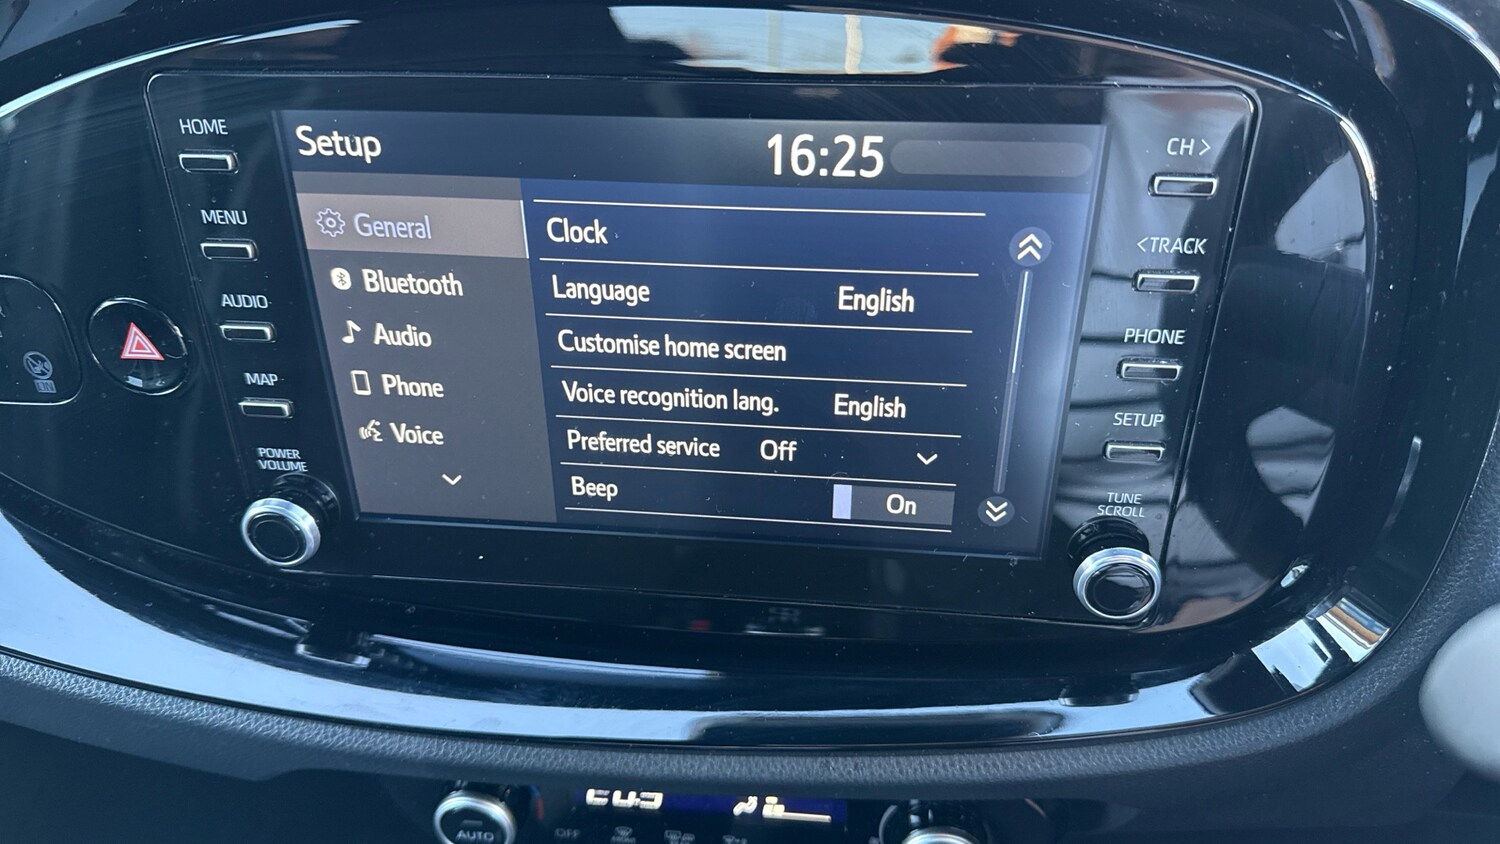 HOME
MENU
AUDIO
MAP
POWER
VOLUME
Setup
16:25
General
Bluetooth
Audio
Phone
Voice
Clock
Language English
Customise home screen
Voice recognition lang. English
Preferred service Off
Beep On
CH >
<TRACK
PHONE
SETUP
TUNE
SCROLL
AUTO
OFF